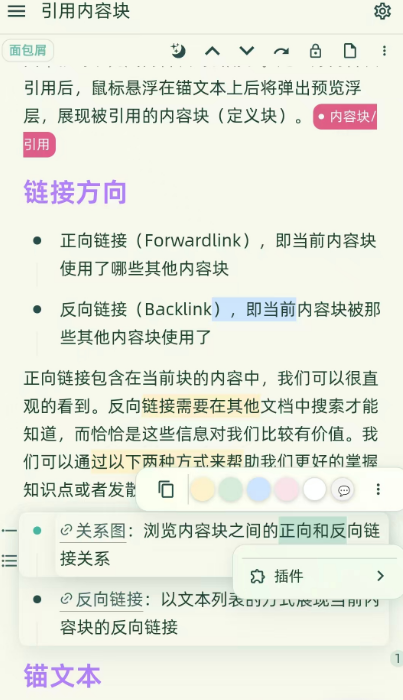 引用内容块
面包屑
引用后，鼠标悬浮在锚文本上后将弹出预览浮
层，展现被引用的内容块（定义块）。 内容块/
引用
链接方向
正向链接（Forwardlink），即当前内容块
使用了哪些其他内容块
反向链接（Backlink），即当前内容块被那
些其他内容块使用了
正向链接包含在当前块的内容中，我们可以很直
观的看到。反向链接需要在其他文档中搜索才能
知道，而恰恰是这些信息对我们比较有价值。我
们可以通过以下两种方式来帮助我们更好的掌握
知识点或者发散
关系图：浏览内容块之间的正向和反向链
接关系
插件
反向链接：以文本列表的方式展现当前内
容块的反向链接
1
锚文本